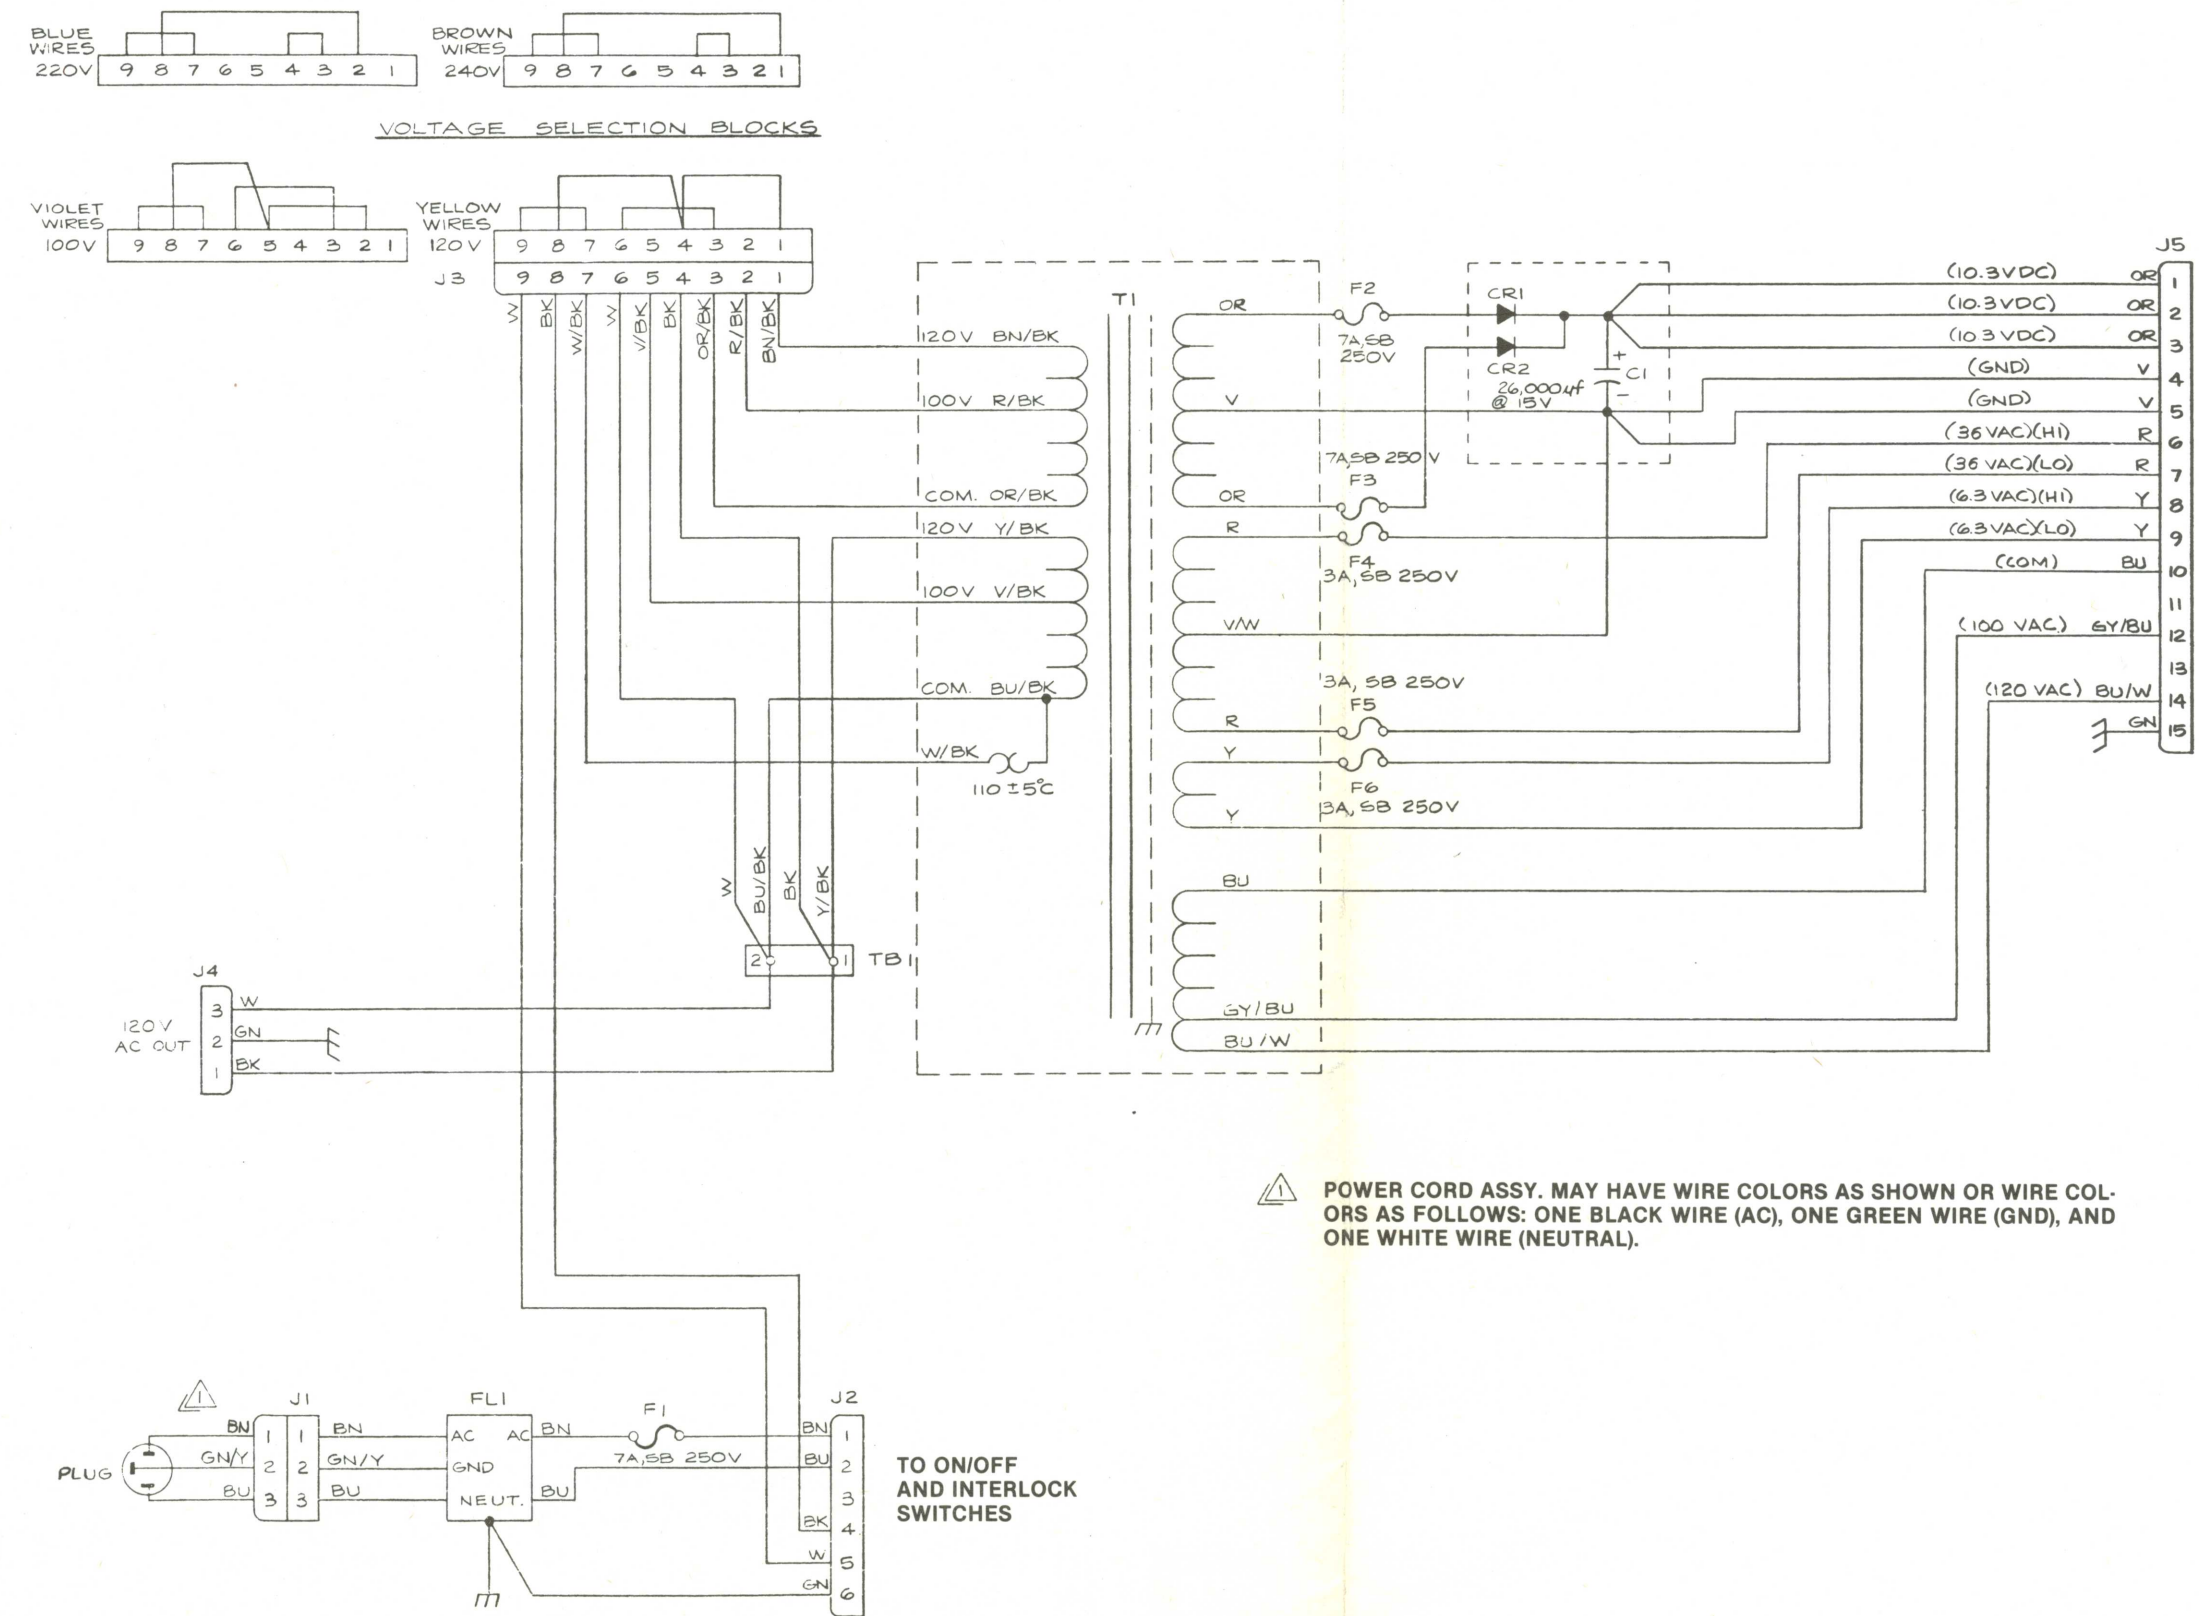 BLUE
WIRES
220V
9 8 7 6 5 4 3 2 1
BROWN
WIRES
240V
9 8 7 6 5 4 3 2 1
VOLTAGE SELECTION BLOCKS
VIOLET
WIRES
100V
9 8 7 6 5 4 3 2 1
YELLOW
WIRES
120V
9 8 7 6 5 4 3 2 1
J3
9 8 7 6 5 4 3 2 1
W
BK
W/BK
W
V/BK
BK
OR/BK
R/BK
BN/BK
120V BN/BK
100V R/BK
COM. OR/BK
120V Y/BK
100V V/BK
COM. BU/BK
W/BK
110 ±5°C
T1
OR
V
OR
R
V/W
R
Y
Y
BU
GY/BU
BU/W
F2
7A,SB
250V
7A,SB 250V
F3
F4
3A, SB 250V
3A, SB 250V
F5
F6
3A, SB 250V
CR1
CR2
26,000µf
@ 15V
+
C1
−
J5
(10.3VDC) OR 1
(10.3VDC) OR 2
(10.3VDC) OR 3
(GND) V 4
(GND) V 5
(36 VAC)(HI) R 6
(36 VAC)(LO) R 7
(6.3 VAC)(HI) Y 8
(6.3 VAC)(LO) Y 9
(COM) BU 10
11
(100 VAC) GY/BU 12
13
(120 VAC) BU/W 14
GN 15
W
BU/BK
BK
Y/BK
2 1 TB1
J4
120V
AC OUT
3 W
2 GN
1 BK
1 POWER CORD ASSY. MAY HAVE WIRE COLORS AS SHOWN OR WIRE COL-
ORS AS FOLLOWS: ONE BLACK WIRE (AC), ONE GREEN WIRE (GND), AND
ONE WHITE WIRE (NEUTRAL).
1
PLUG
J1
BN 1 1 BN
GN/Y 2 2 GN/Y
BU 3 3 BU
FL1
AC AC BN
GND
NEUT. BU
F1
7A,SB 250V
J2
BN 1
BU 2
3
BK 4
W 5
GN 6
TO ON/OFF
AND INTERLOCK
SWITCHES